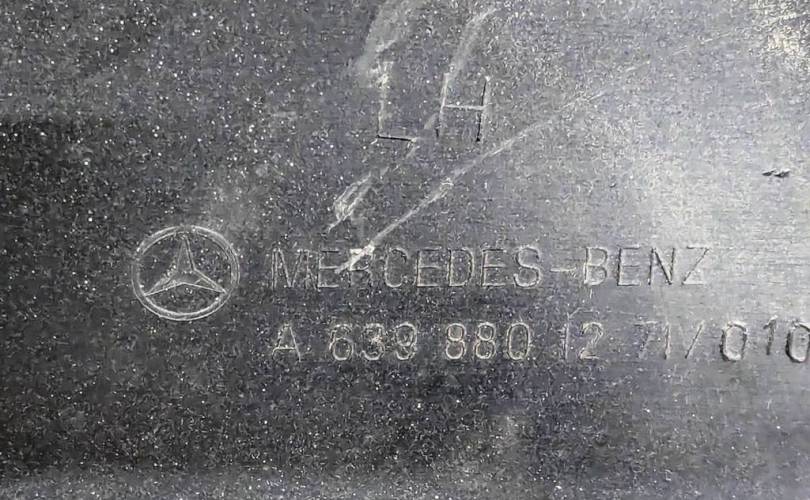 LH
MERCEDES-BENZ
A 639 880 12 71/010